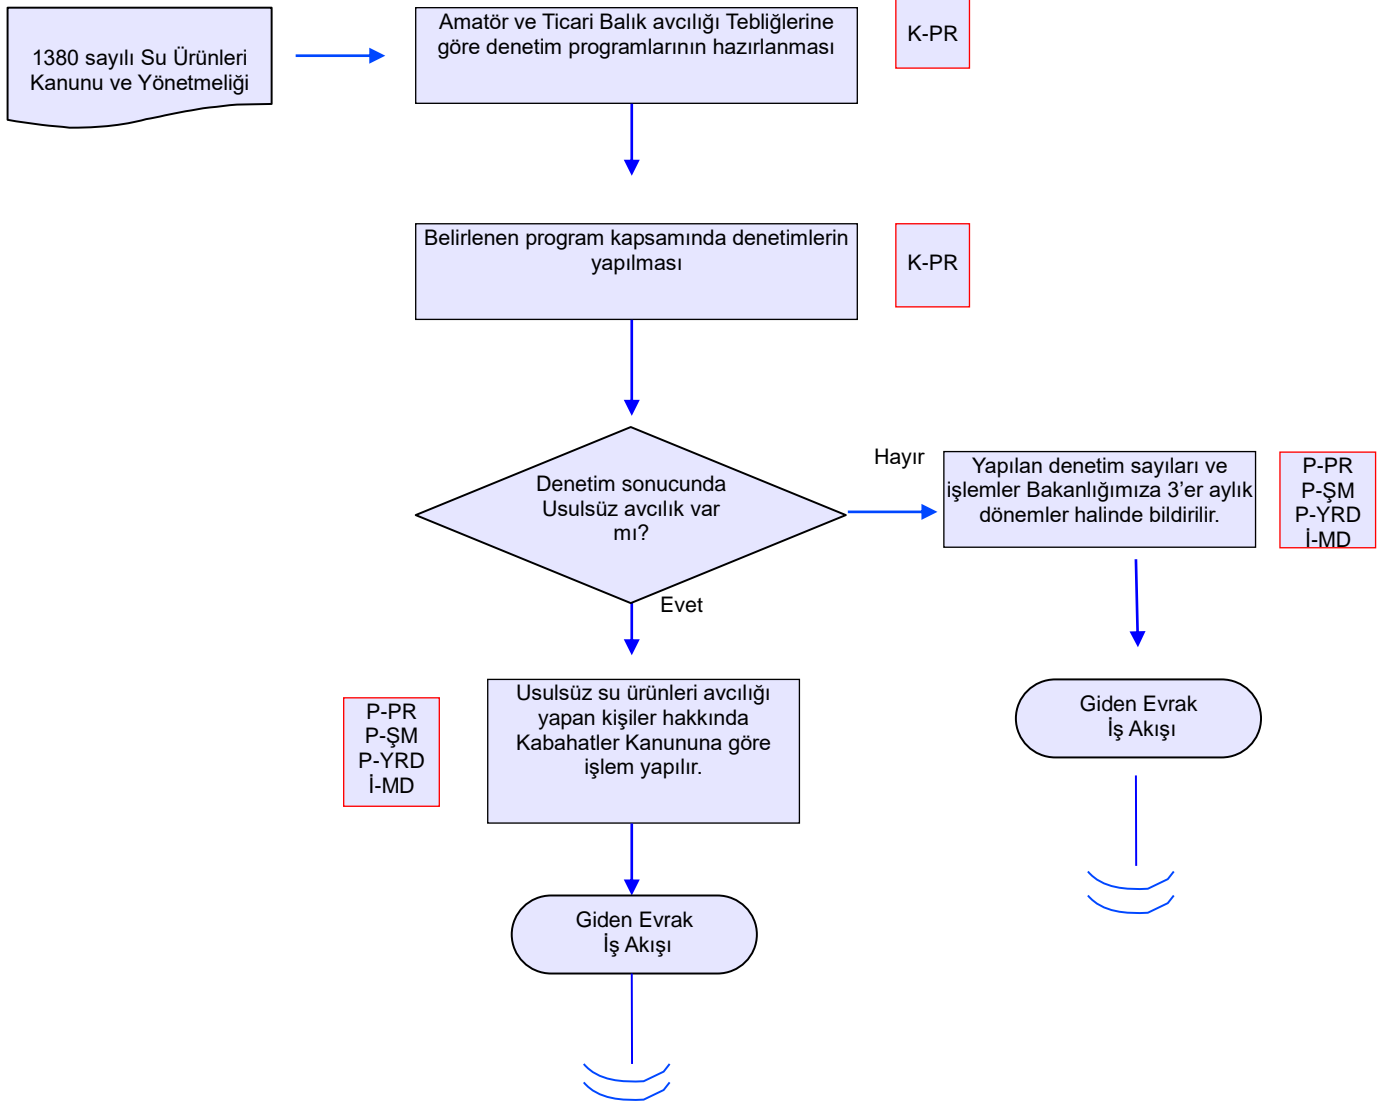 1380 sayılı Su Ürünleri
Kanunu ve Yönetmeliği
Amatör ve Ticari Balık avcılığı Tebliğlerine
göre denetim programlarının hazırlanması
K-PR
Belirlenen program kapsamında denetimlerin
yapılması
K-PR
Denetim sonucunda
Usulsüz avcılık var
mı?
Hayır
Yapılan denetim sayıları ve
işlemler Bakanlığımıza 3’er aylık
dönemler halinde bildirilir.
P-PR
P-ŞM
P-YRD
İ-MD
Evet
P-PR
P-ŞM
P-YRD
İ-MD
Usulsüz su ürünleri avcılığı
yapan kişiler hakkında
Kabahatler Kanununa göre
işlem yapılır.
Giden Evrak
İş Akışı
Giden Evrak
İş Akışı